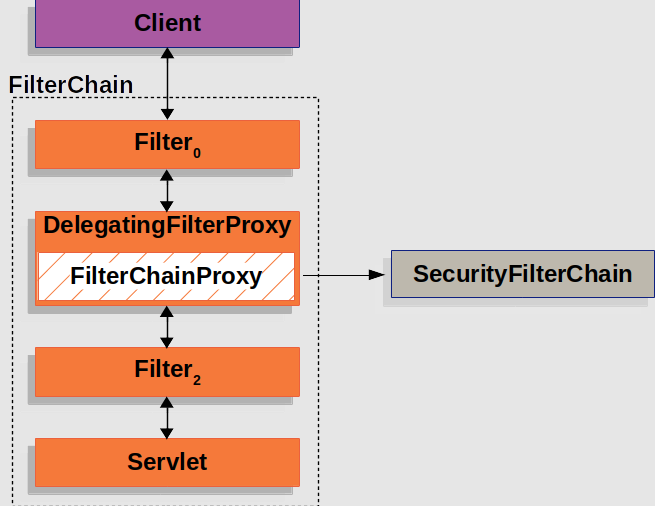 Client
FilterChain
Filter0
DelegatingFilterProxy
FilterChainProxy
SecurityFilterChain
Filter2
Servlet